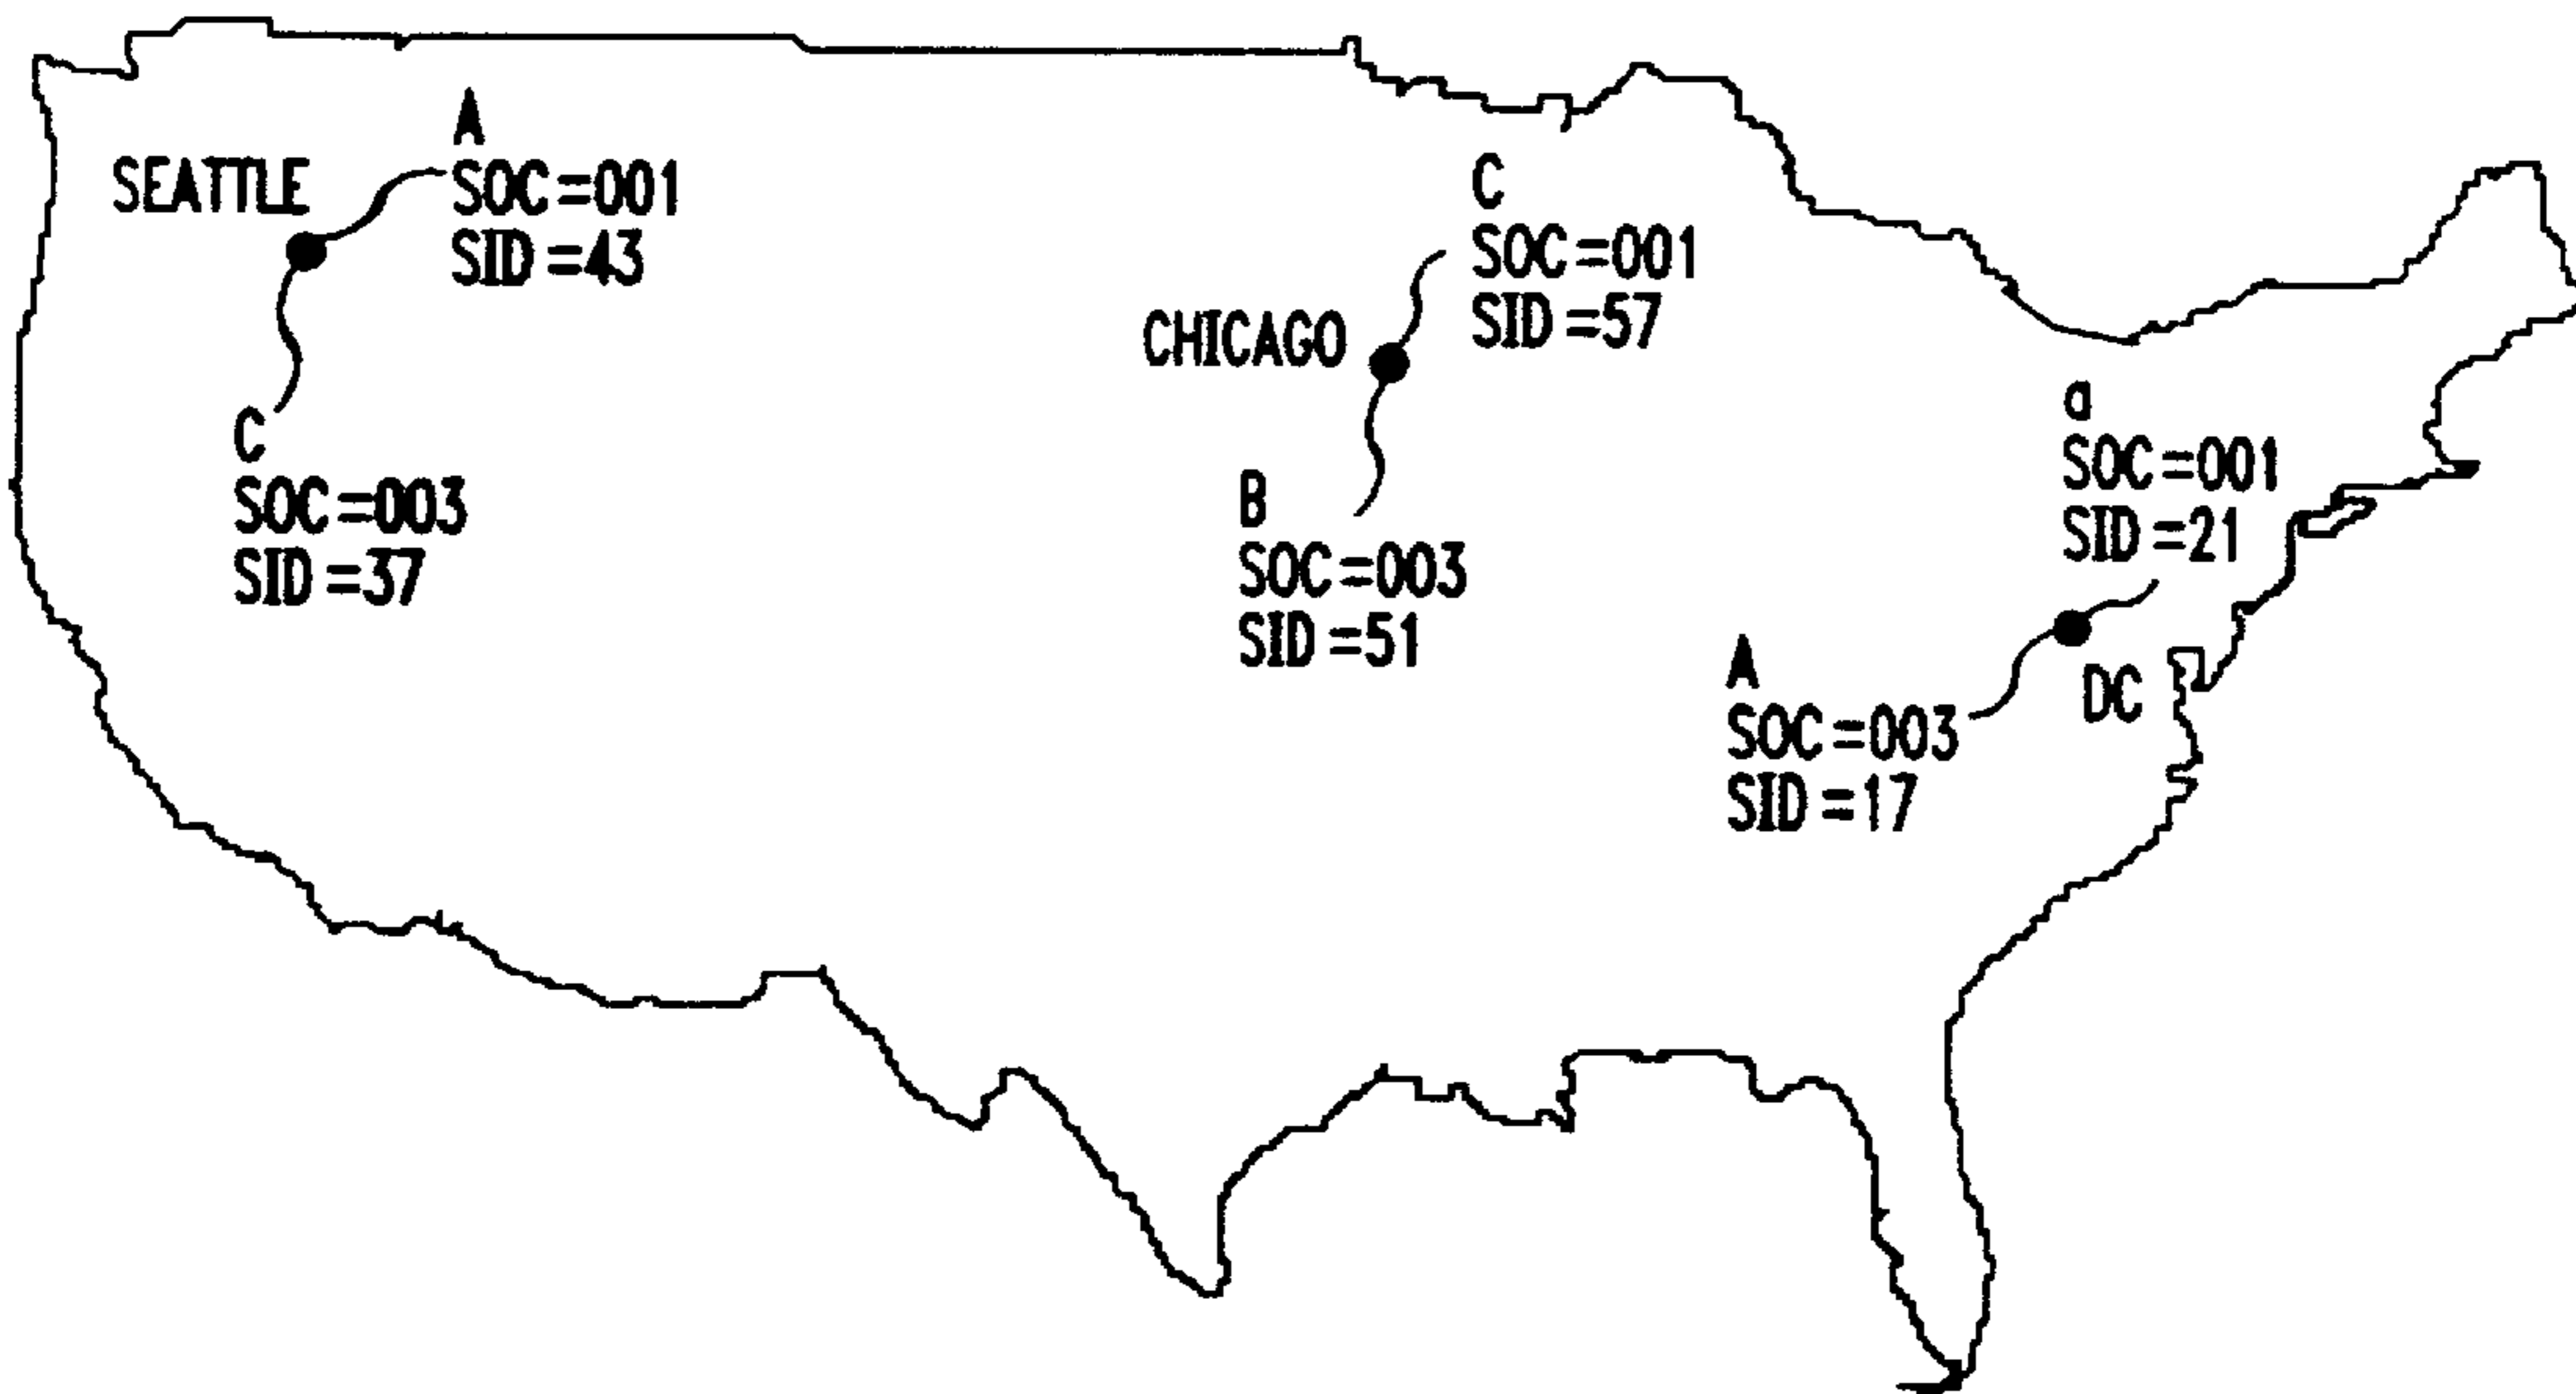 A
SEATTLE
SOC=001
SID=43
C
SOC=003
SID=37
C
SOC=001
SID=57
CHICAGO
B
SOC=003
SID=51
a
SOC=001
SID=21
DC
A
SOC=003
SID=17